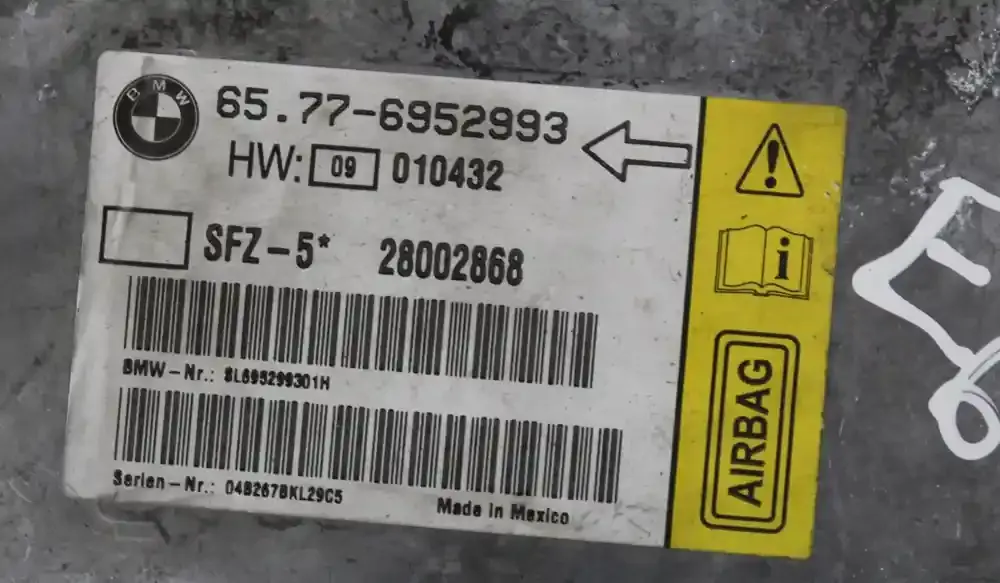 BMW
65.77-6952993
HW: 09 010432
SFZ-5* 28002868
BMW-Nr.: SL695299301H
Serien-Nr.: 04B267BKL29C5
Made in Mexico
i
AIRBAG